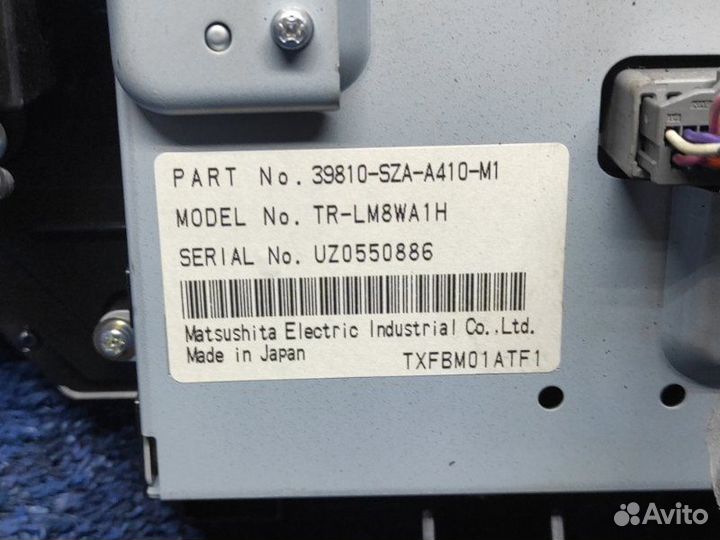 PART No. 39810-SZA-A410-M1
MODEL No. TR-LM8WA1H
SERIAL No. UZ0550886
Matsushita Electric Industrial Co.,Ltd.
Made in Japan
TXFBM01ATF1
Avito